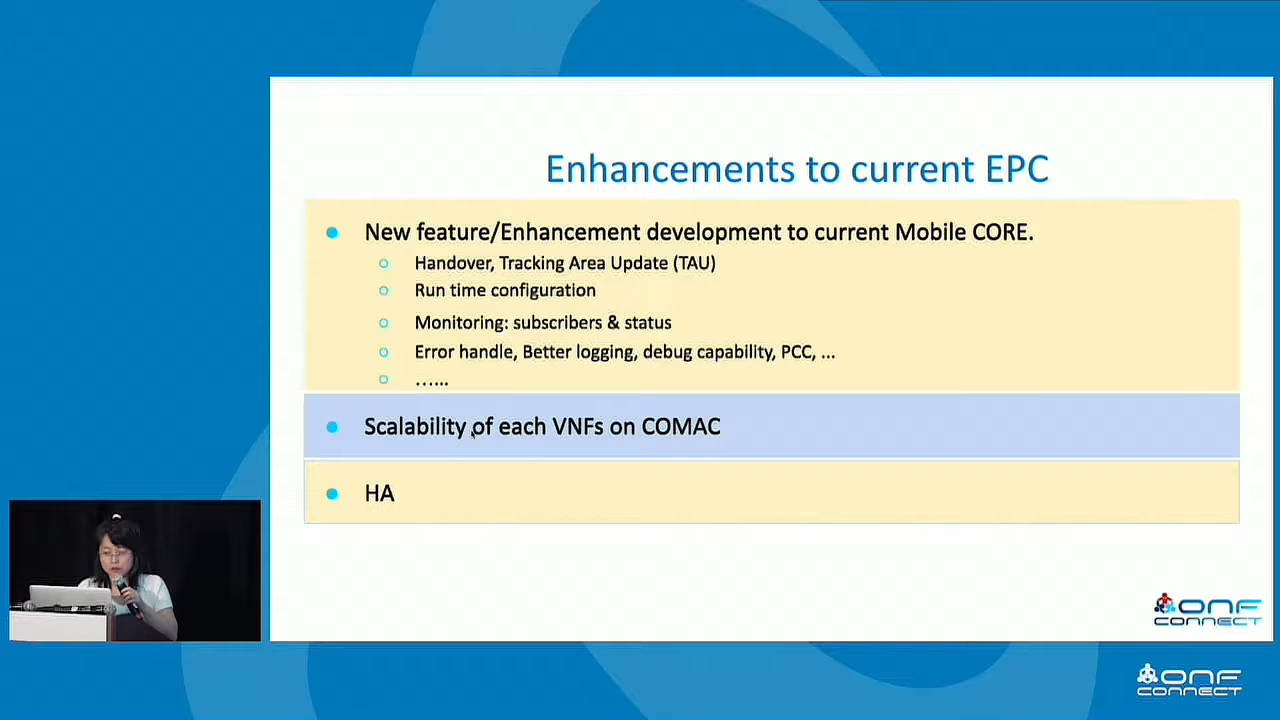 Enhancements to current EPC
New feature/Enhancement development to current Mobile CORE.
Handover, Tracking Area Update (TAU)
Run time configuration
Monitoring: subscribers & status
Error handle, Better logging, debug capability, PCC, ...
......
Scalability of each VNFs on COMAC
HA
ONF
CONNECT
ONF
CONNECT